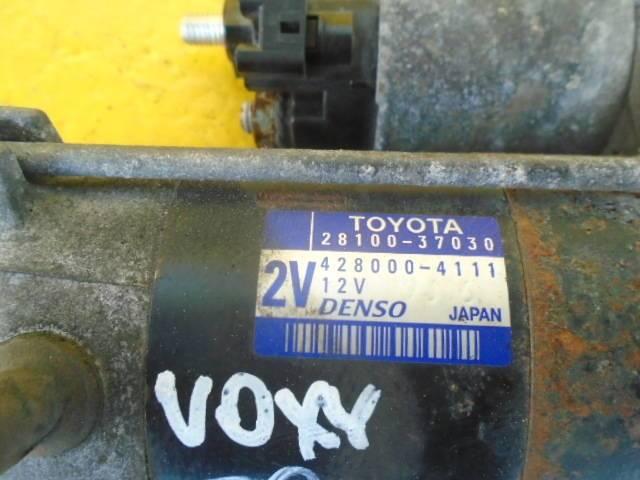 TOYOTA
28100-37030
2V
428000-4111
12V
DENSO JAPAN
VOXY